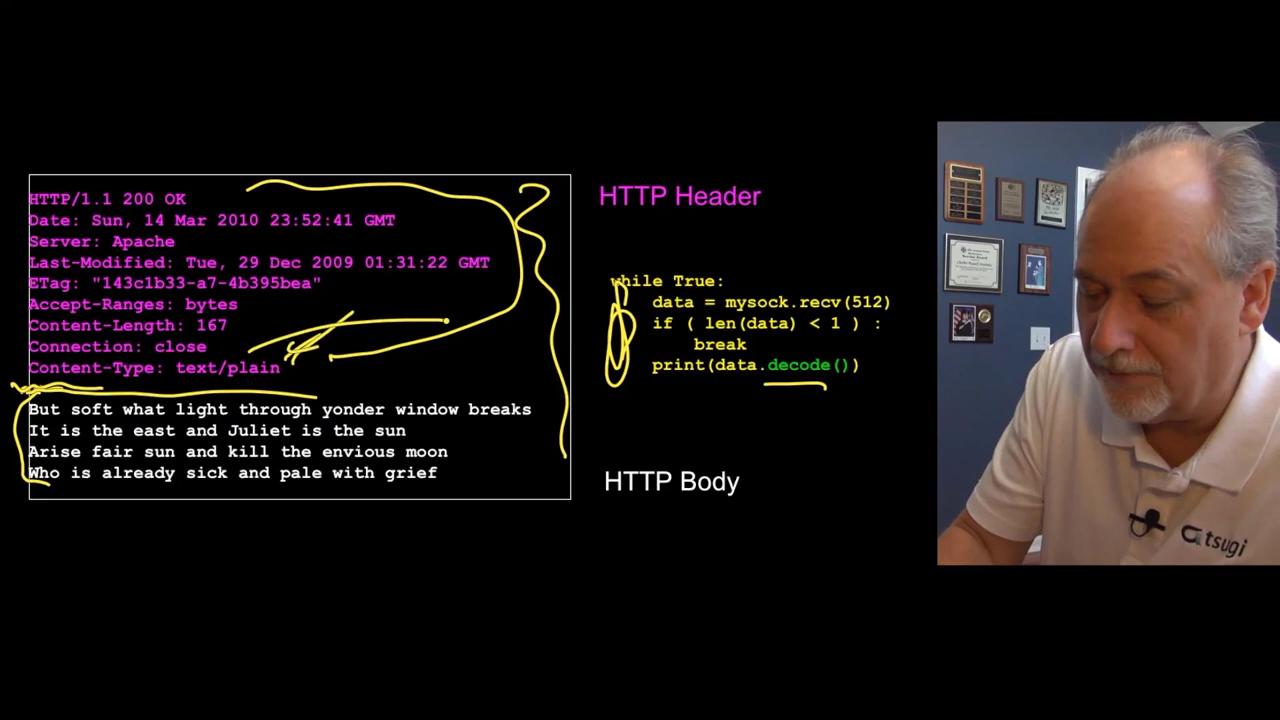 HTTP/1.1 200 OK
Date: Sun, 14 Mar 2010 23:52:41 GMT
Server: Apache
Last-Modified: Tue, 29 Dec 2009 01:31:22 GMT
ETag: "143c1b33-a7-4b395bea"
Accept-Ranges: bytes
Content-Length: 167
Connection: close
Content-Type: text/plain
But soft what light through yonder window breaks
It is the east and Juliet is the sun
Arise fair sun and kill the envious moon
Who is already sick and pale with grief
HTTP Header
while True:
data = mysock.recv(512)
if ( len(data) < 1 ) :
break
print(data.decode())
HTTP Body
tsugi